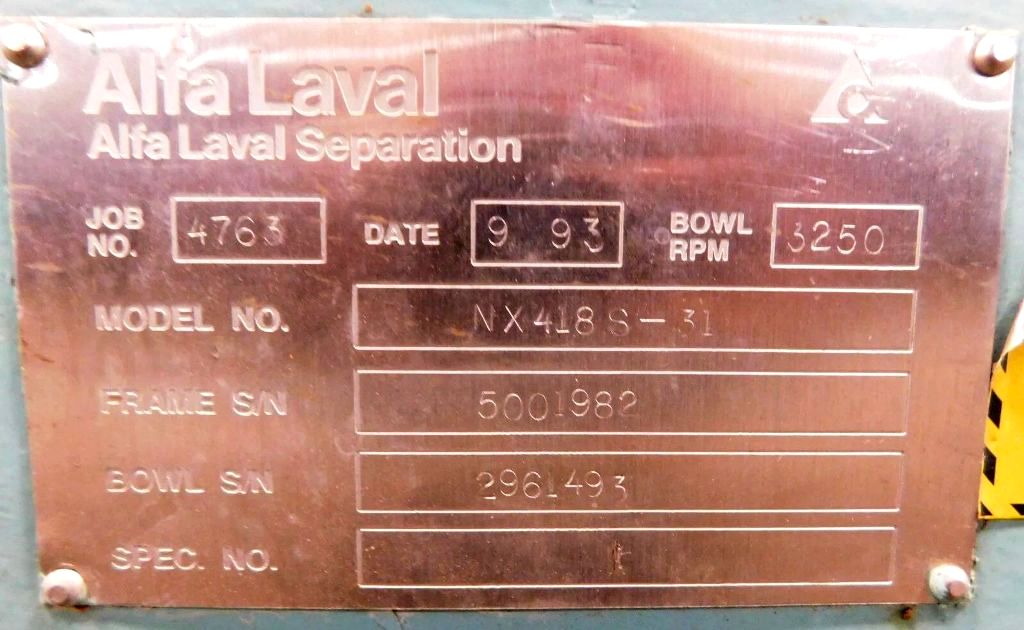 Alfa Laval
Alfa Laval Separation
JOB NO. 4763 DATE 9 93 BOWL RPM 3250
MODEL NO. NX418S-31
FRAME S/N 5001982
BOWL S/N 2961493
SPEC. NO.